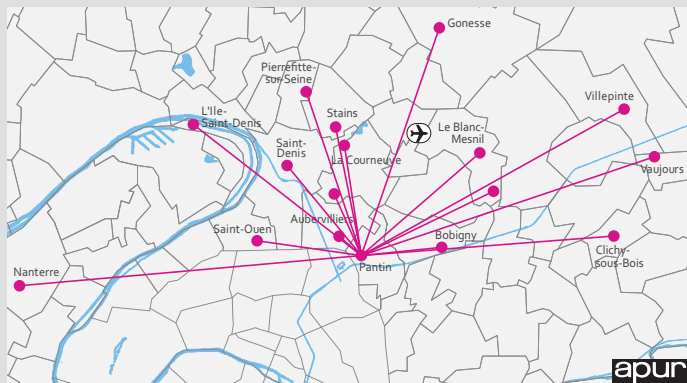 Gonesse
Pierrefitte-
sur-Seine
Villepinte
L'Ile-
Saint-Denis
Stains
Le Blanc-
Mesnil
Saint-
Denis
La Courneuve
Vaujours
Aubervilliers
Saint-Ouen
Bobigny
Clichy-
sous-Bois
Pantin
Nanterre
apur